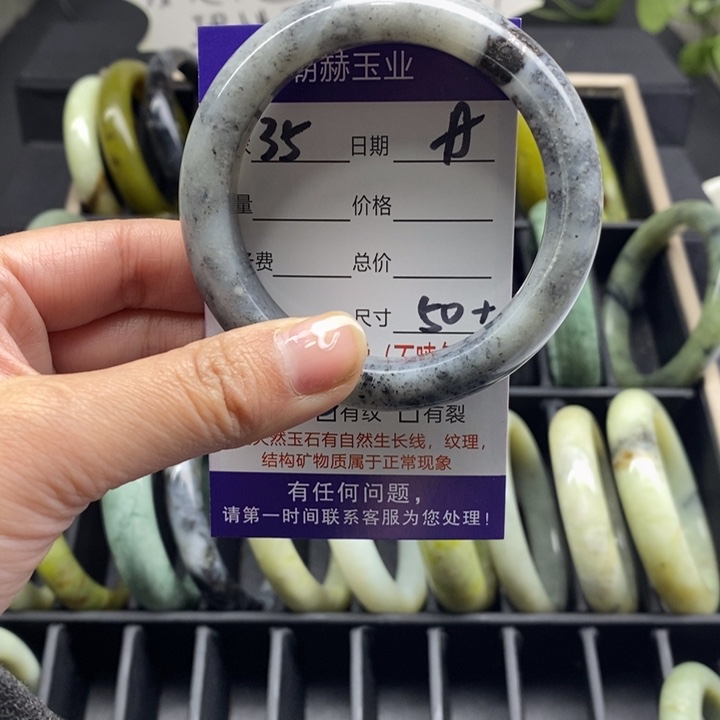 赫玉业
35 日期
量 价格
费 总价
尺寸 50+
☑有纹 ☐有裂
天然玉石有自然生长线，纹理，
结构矿物质属于正常现象
有任何问题，
请第一时间联系客服为您处理！